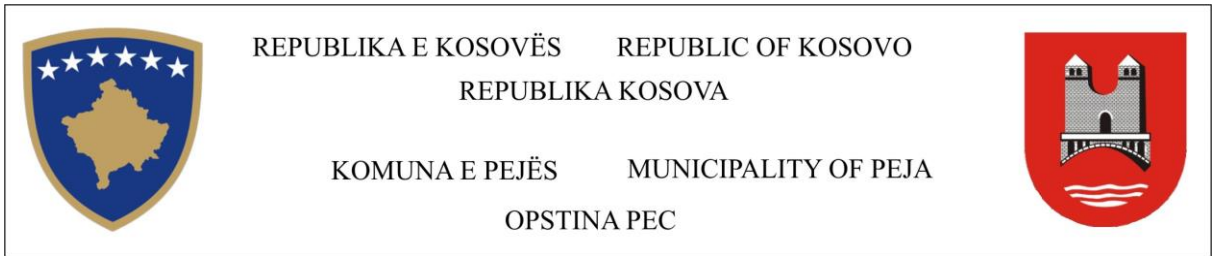 REPUBLIKA E KOSOVËS REPUBLIC OF KOSOVO
REPUBLIKA KOSOVA
KOMUNA E PEJËS MUNICIPALITY OF PEJA
OPSTINA PEC